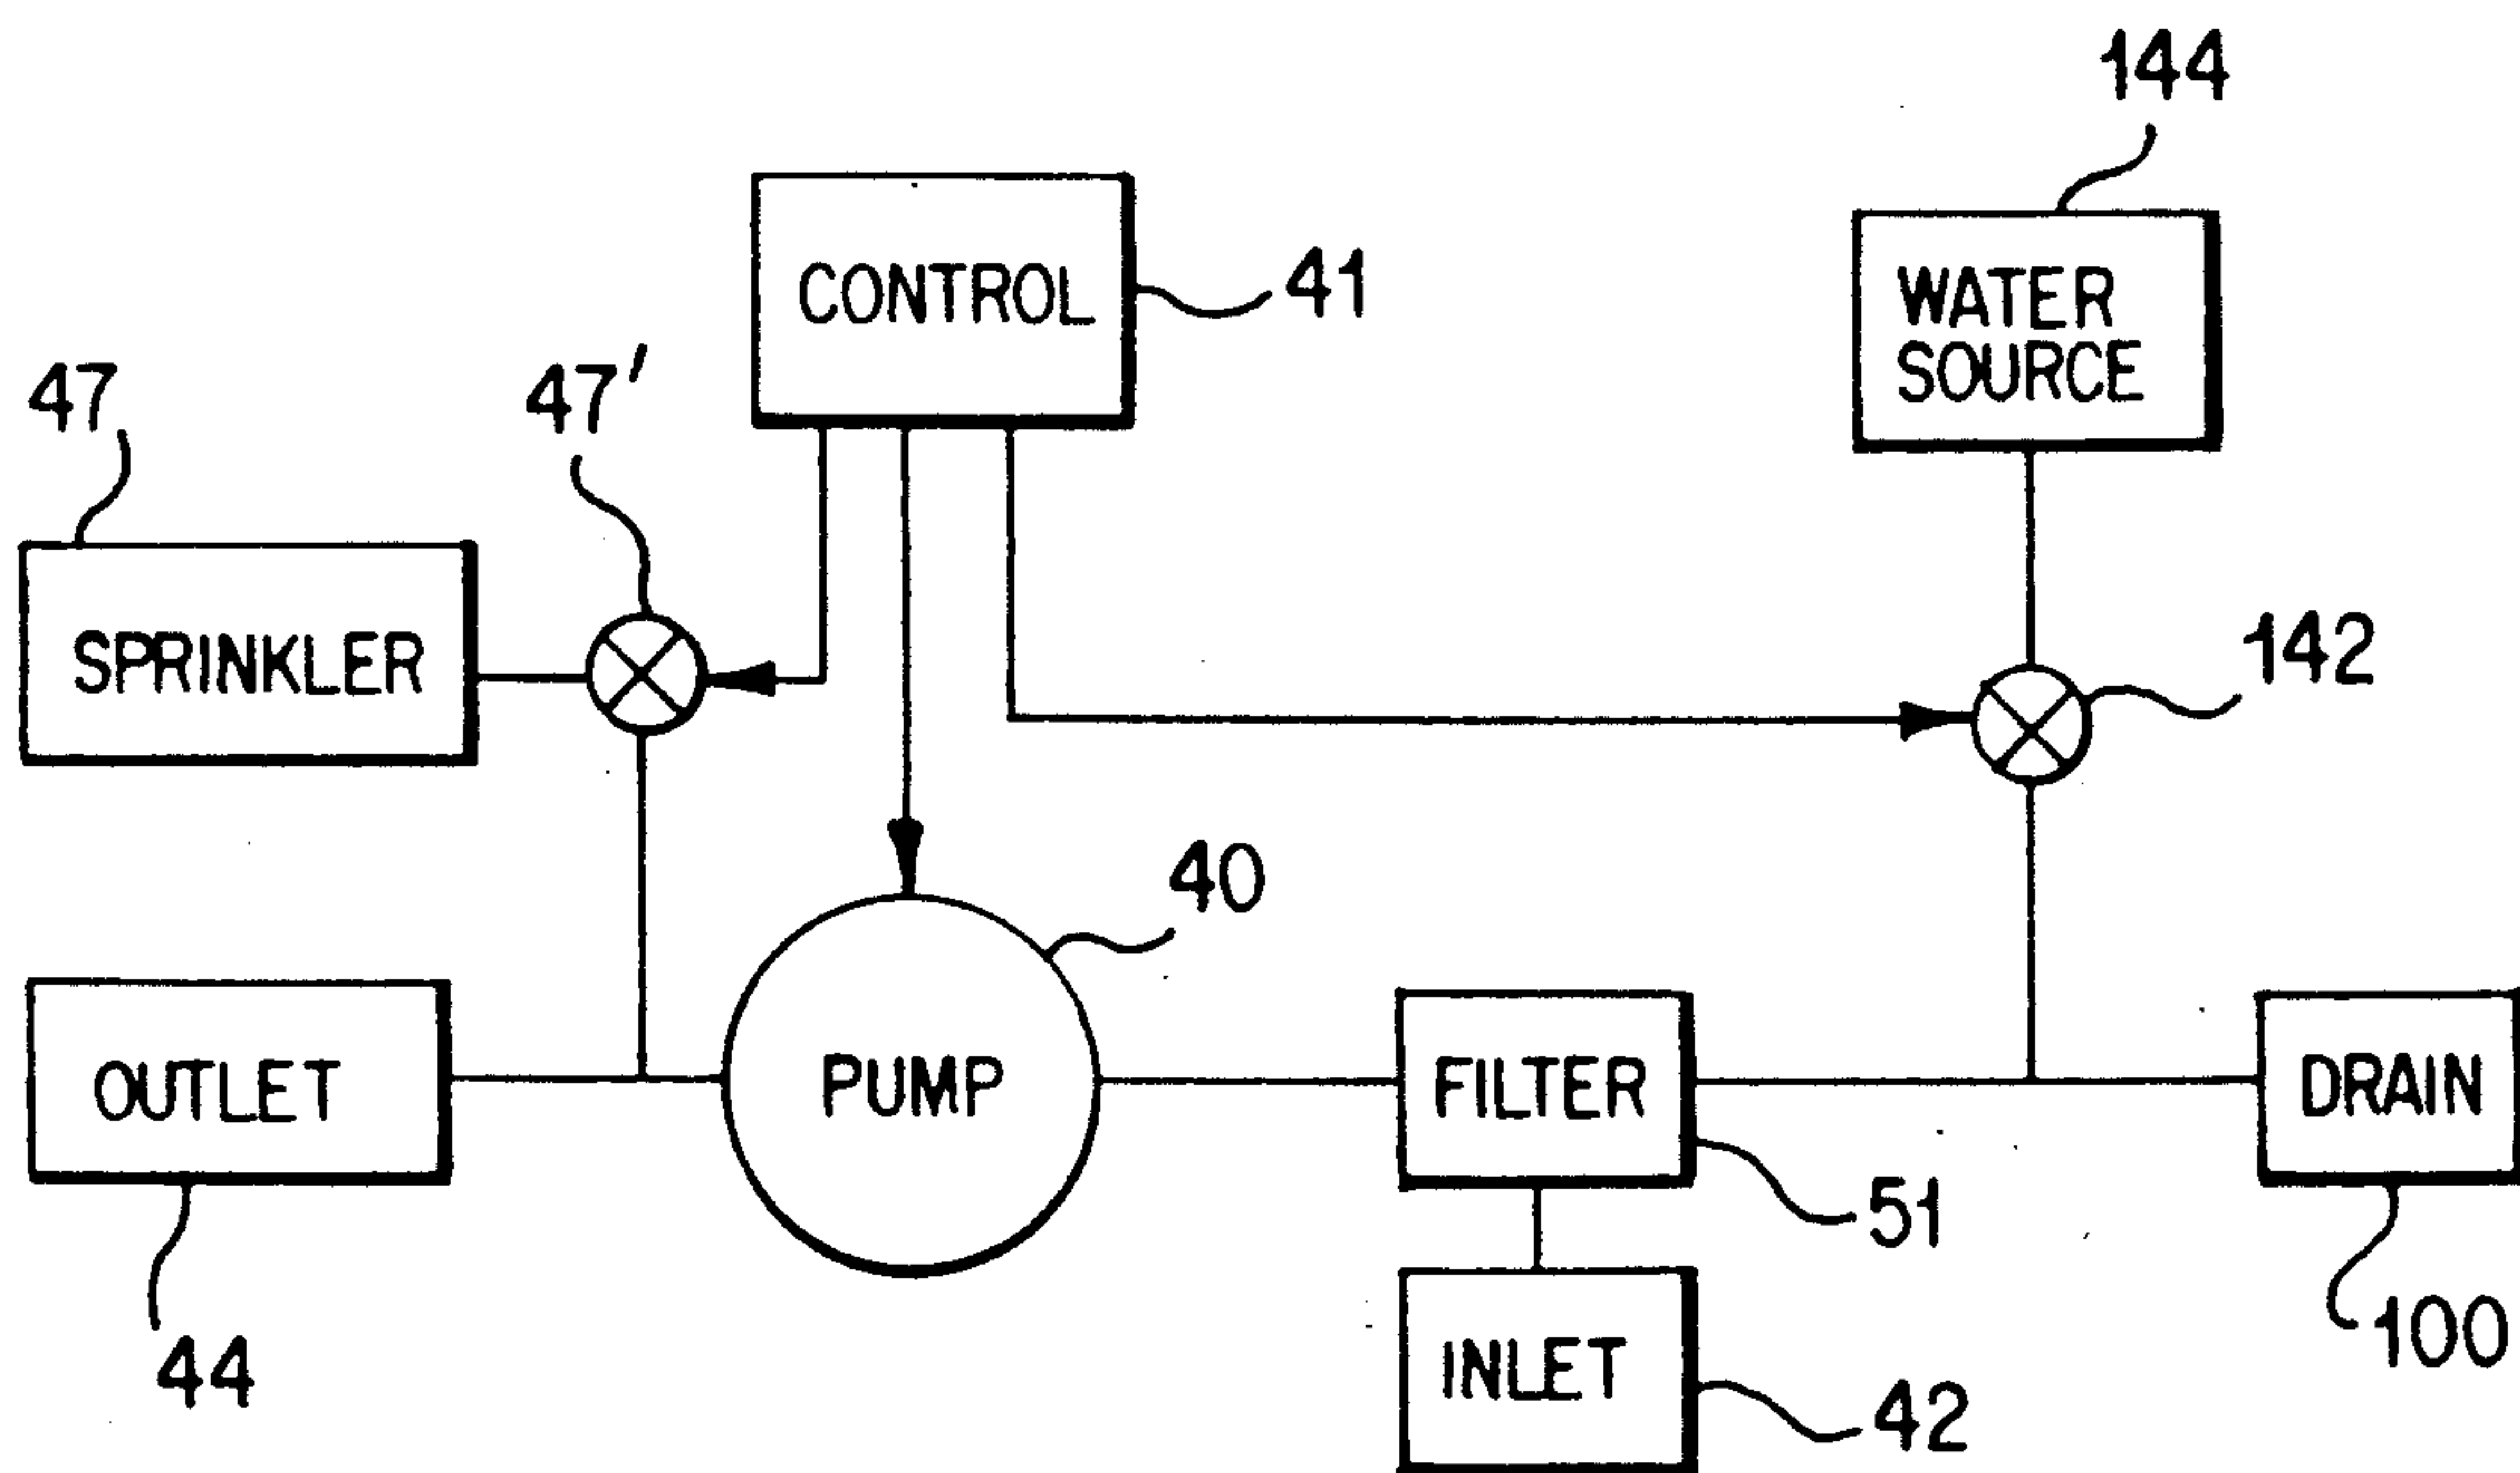 144
CONTROL
41
WATER
SOURCE
47
47'
SPRINKLER
142
40
OUTLET
PUMP
FILTER
DRAIN
51
44
INLET
100
42